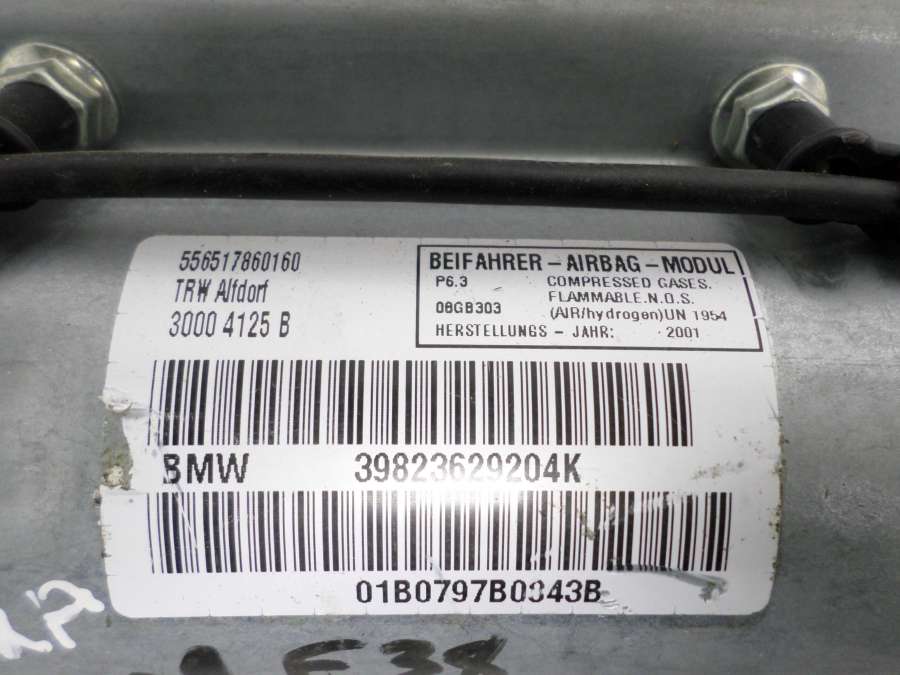 556517860160
TRW Alfdorf
3000 4125 B
BEIFAHRER - AIRBAG - MODUL
P6.3 COMPRESSED GASES.
FLAMMABLE.N.O.S.
08GB303 (AIR/hydrogen)UN 1954
HERSTELLUNGS - JAHR: 2001
BMW 39823629204K
01B0797B0343B
E38